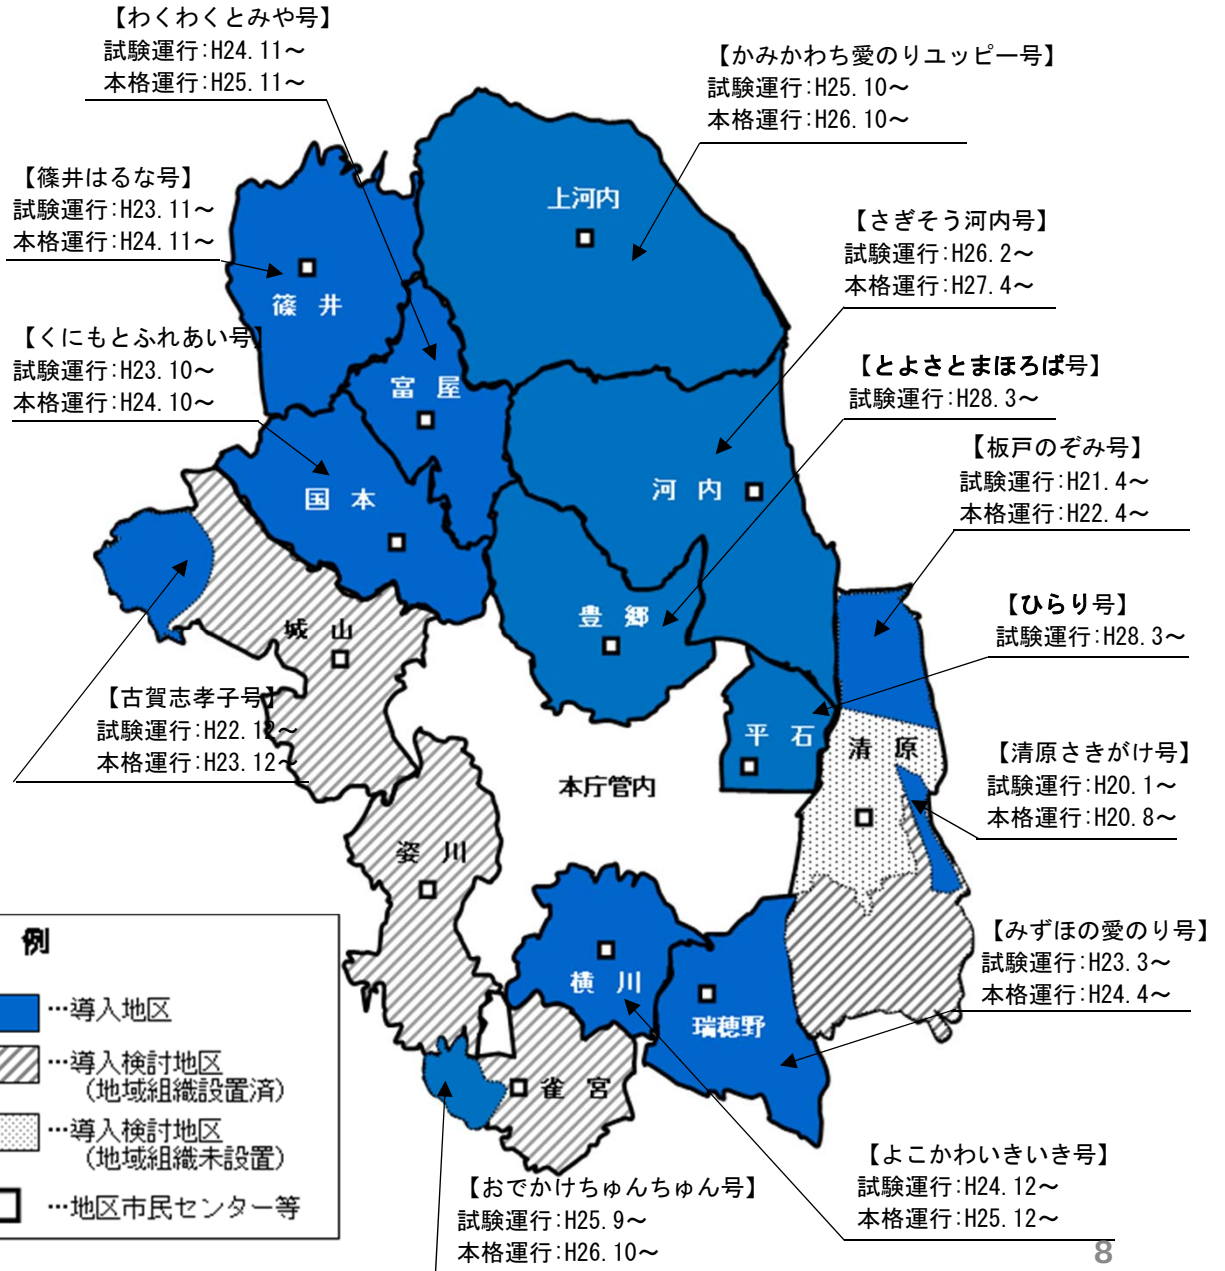 【わくわくとみや号】
試験運行:H24.11～
本格運行:H25.11～
【かみかわち愛のりユッピー号】
試験運行:H25.10～
本格運行:H26.10～
【篠井はるな号】
試験運行:H23.11～
本格運行:H24.11～
【さぎそう河内号】
試験運行:H26.2～
本格運行:H27.4～
【くにもとふれあい号】
試験運行:H23.10～
本格運行:H24.10～
【とよさとまほろば号】
試験運行:H28.3～
【板戸のぞみ号】
試験運行:H21.4～
本格運行:H22.4～
【ひらり号】
試験運行:H28.3～
【古賀志孝子号】
試験運行:H22.12～
本格運行:H23.12～
【清原さきがけ号】
試験運行:H20.1～
本格運行:H20.8～
【みずほの愛のり号】
試験運行:H23.3～
本格運行:H24.4～
【よこかわいきいき号】
試験運行:H24.12～
本格運行:H25.12～
【おでかけちゅんちゅん号】
試験運行:H25.9～
本格運行:H26.10～
上河内
篠 井
富 屋
国 本
河 内
豊 郷
城 山
平 石
清 原
本庁管内
姿 川
横 川
瑞穂野
雀 宮
例
…導入地区
…導入検討地区
(地域組織設置済)
…導入検討地区
(地域組織未設置)
…地区市民センター等
8